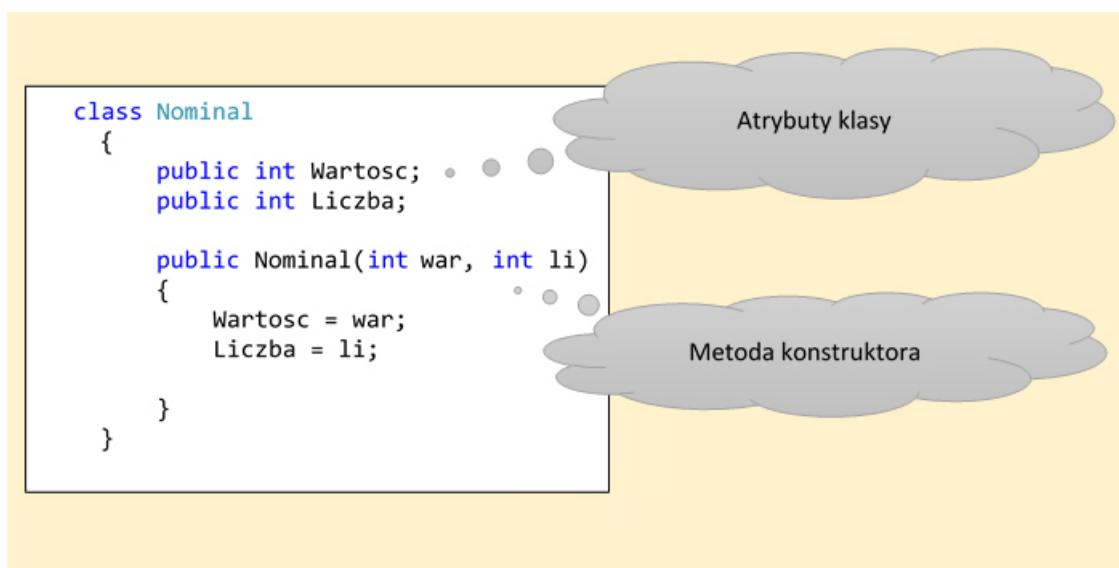 class Nominal
{
public int Wartosc;
public int Liczba;
public Nominal(int war, int li)
{
Wartosc = war;
Liczba = li;
}
}
Atrybuty klasy
Metoda konstruktora